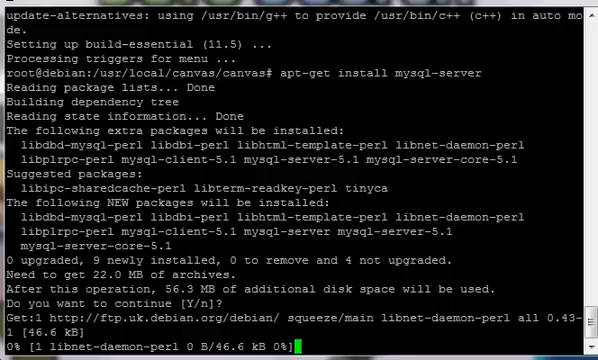 update-alternatives: using /usr/bin/g++ to provide /usr/bin/c++ (c++) in auto mo
de.
Setting up build-essential (11.5) ...
Processing triggers for menu ...
root@debian:/usr/local/canvas/canvas# apt-get install mysql-server
Reading package lists... Done
Building dependency tree
Reading state information... Done
The following extra packages will be installed:
libdbd-mysql-perl libdbi-perl libhtml-template-perl libnet-daemon-perl
libplrpc-perl mysql-client-5.1 mysql-server-5.1 mysql-server-core-5.1
Suggested packages:
libipc-sharedcache-perl libterm-readkey-perl tinyca
The following NEW packages will be installed:
libdbd-mysql-perl libdbi-perl libhtml-template-perl libnet-daemon-perl
libplrpc-perl mysql-client-5.1 mysql-server mysql-server-5.1
mysql-server-core-5.1
0 upgraded, 9 newly installed, 0 to remove and 4 not upgraded.
Need to get 22.0 MB of archives.
After this operation, 56.3 MB of additional disk space will be used.
Do you want to continue [Y/n]?
Get:1 http://ftp.uk.debian.org/debian/ squeeze/main libnet-daemon-perl all 0.43-
1 [46.6 kB]
0% [1 libnet-daemon-perl 0 B/46.6 kB 0%]